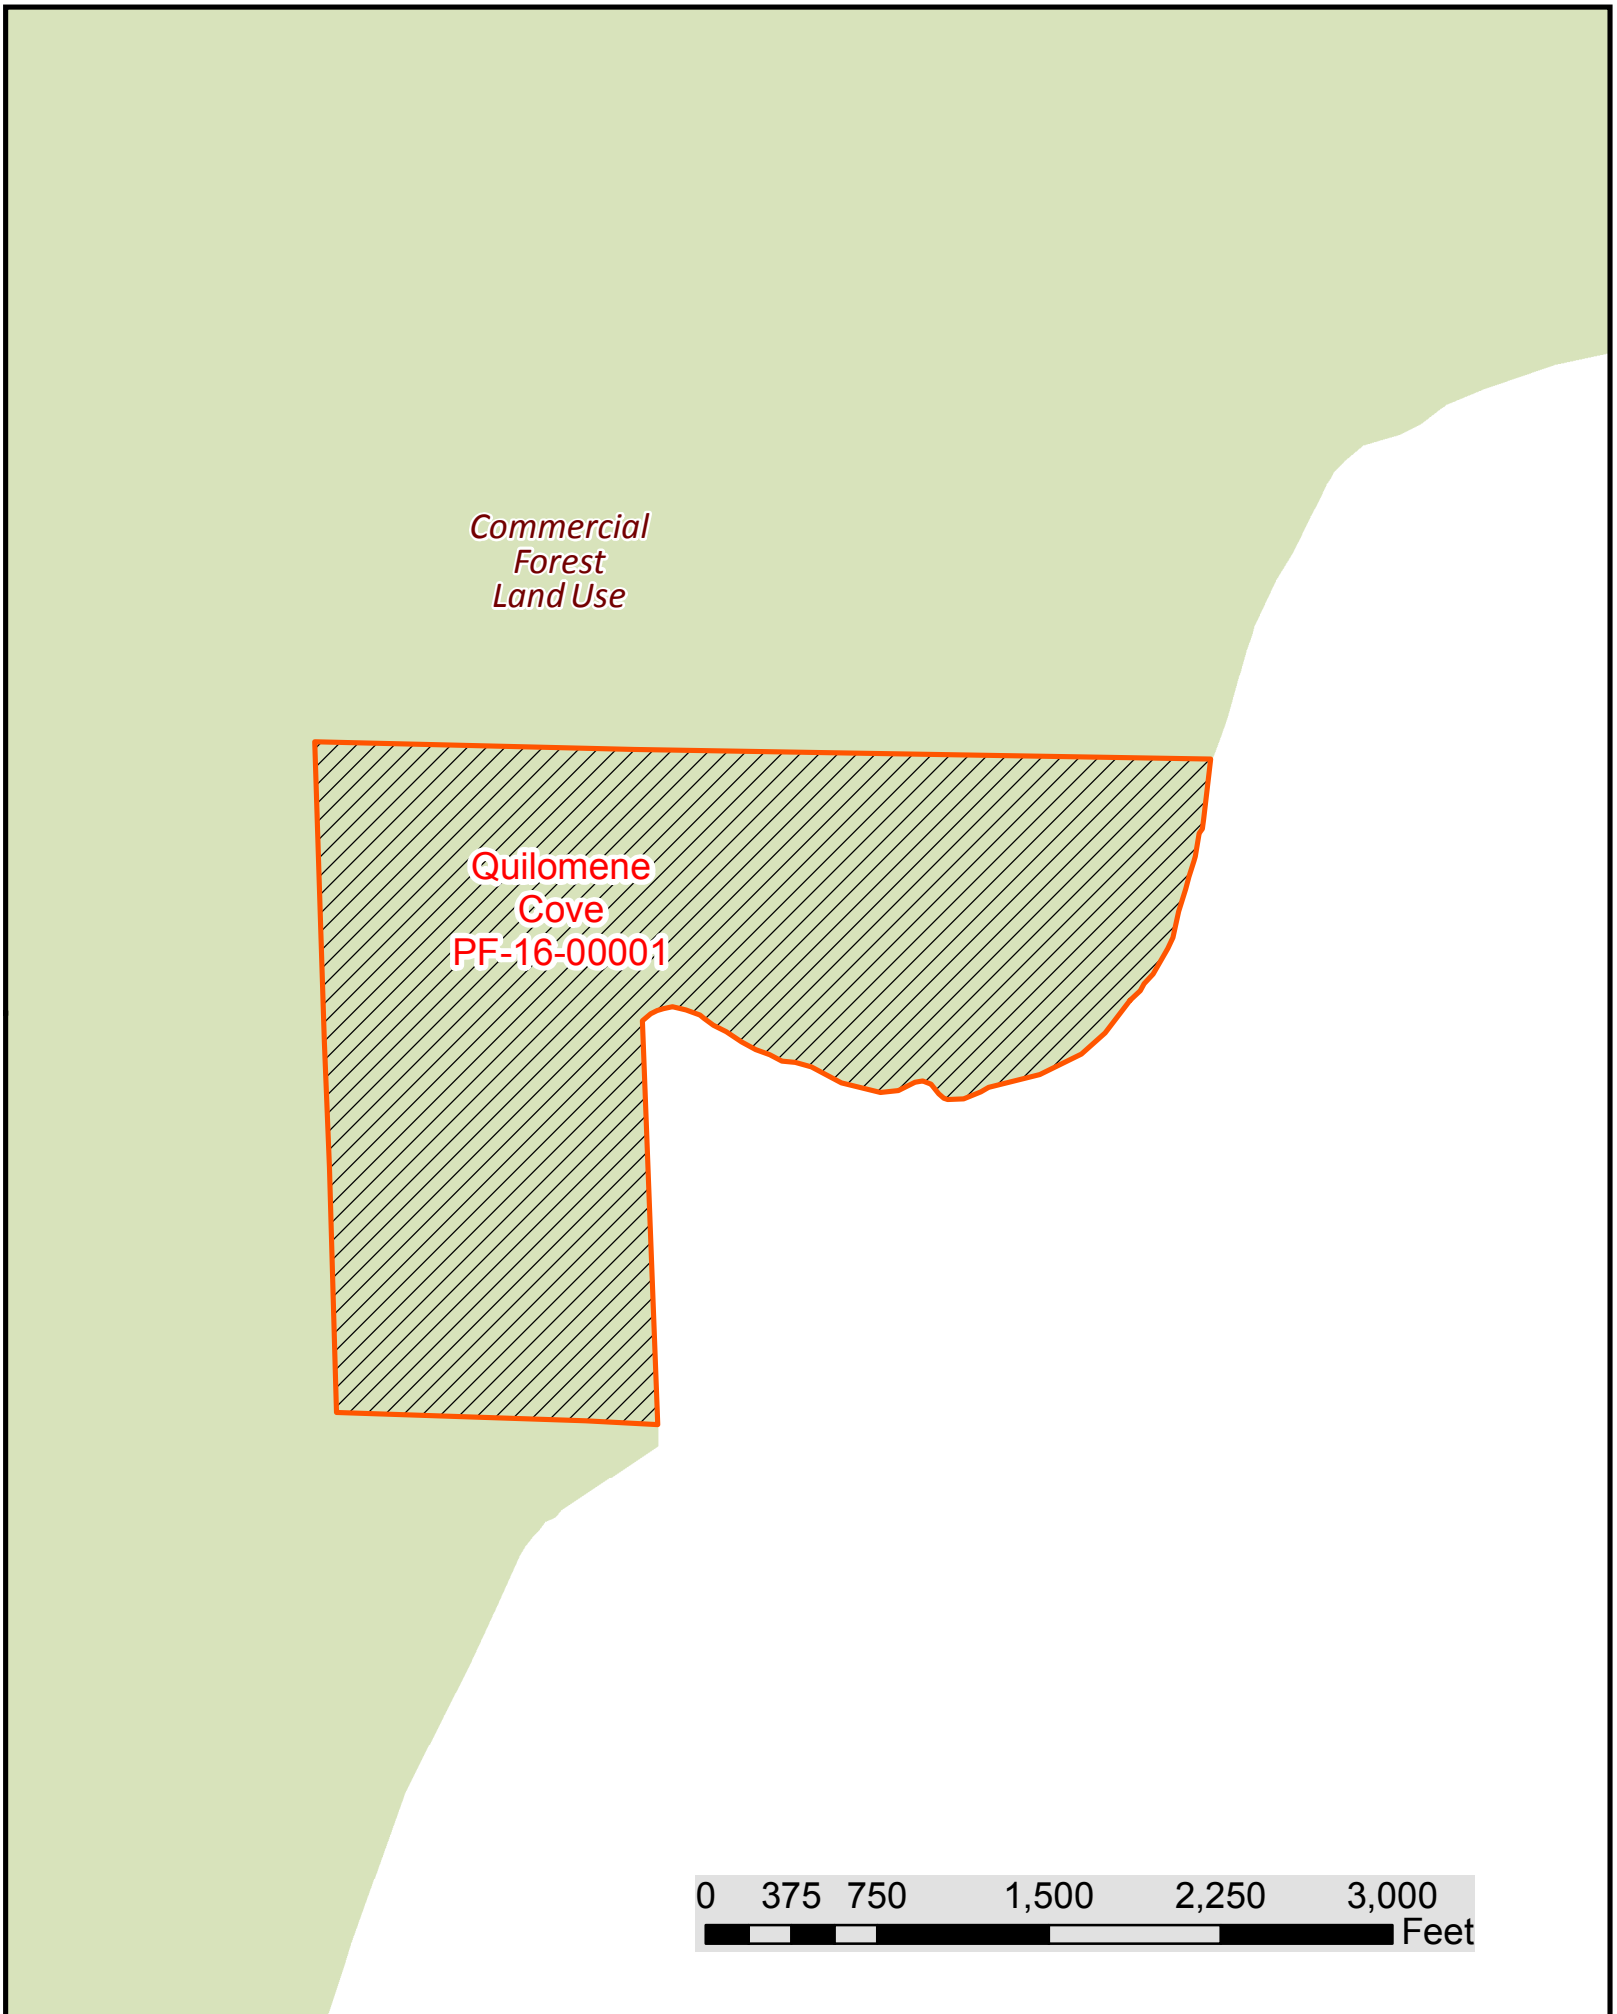 Commercial
Forest
Land Use
Quilomene
Cove
PF-16-00001
0 375 750 1,500 2,250 3,000
Feet